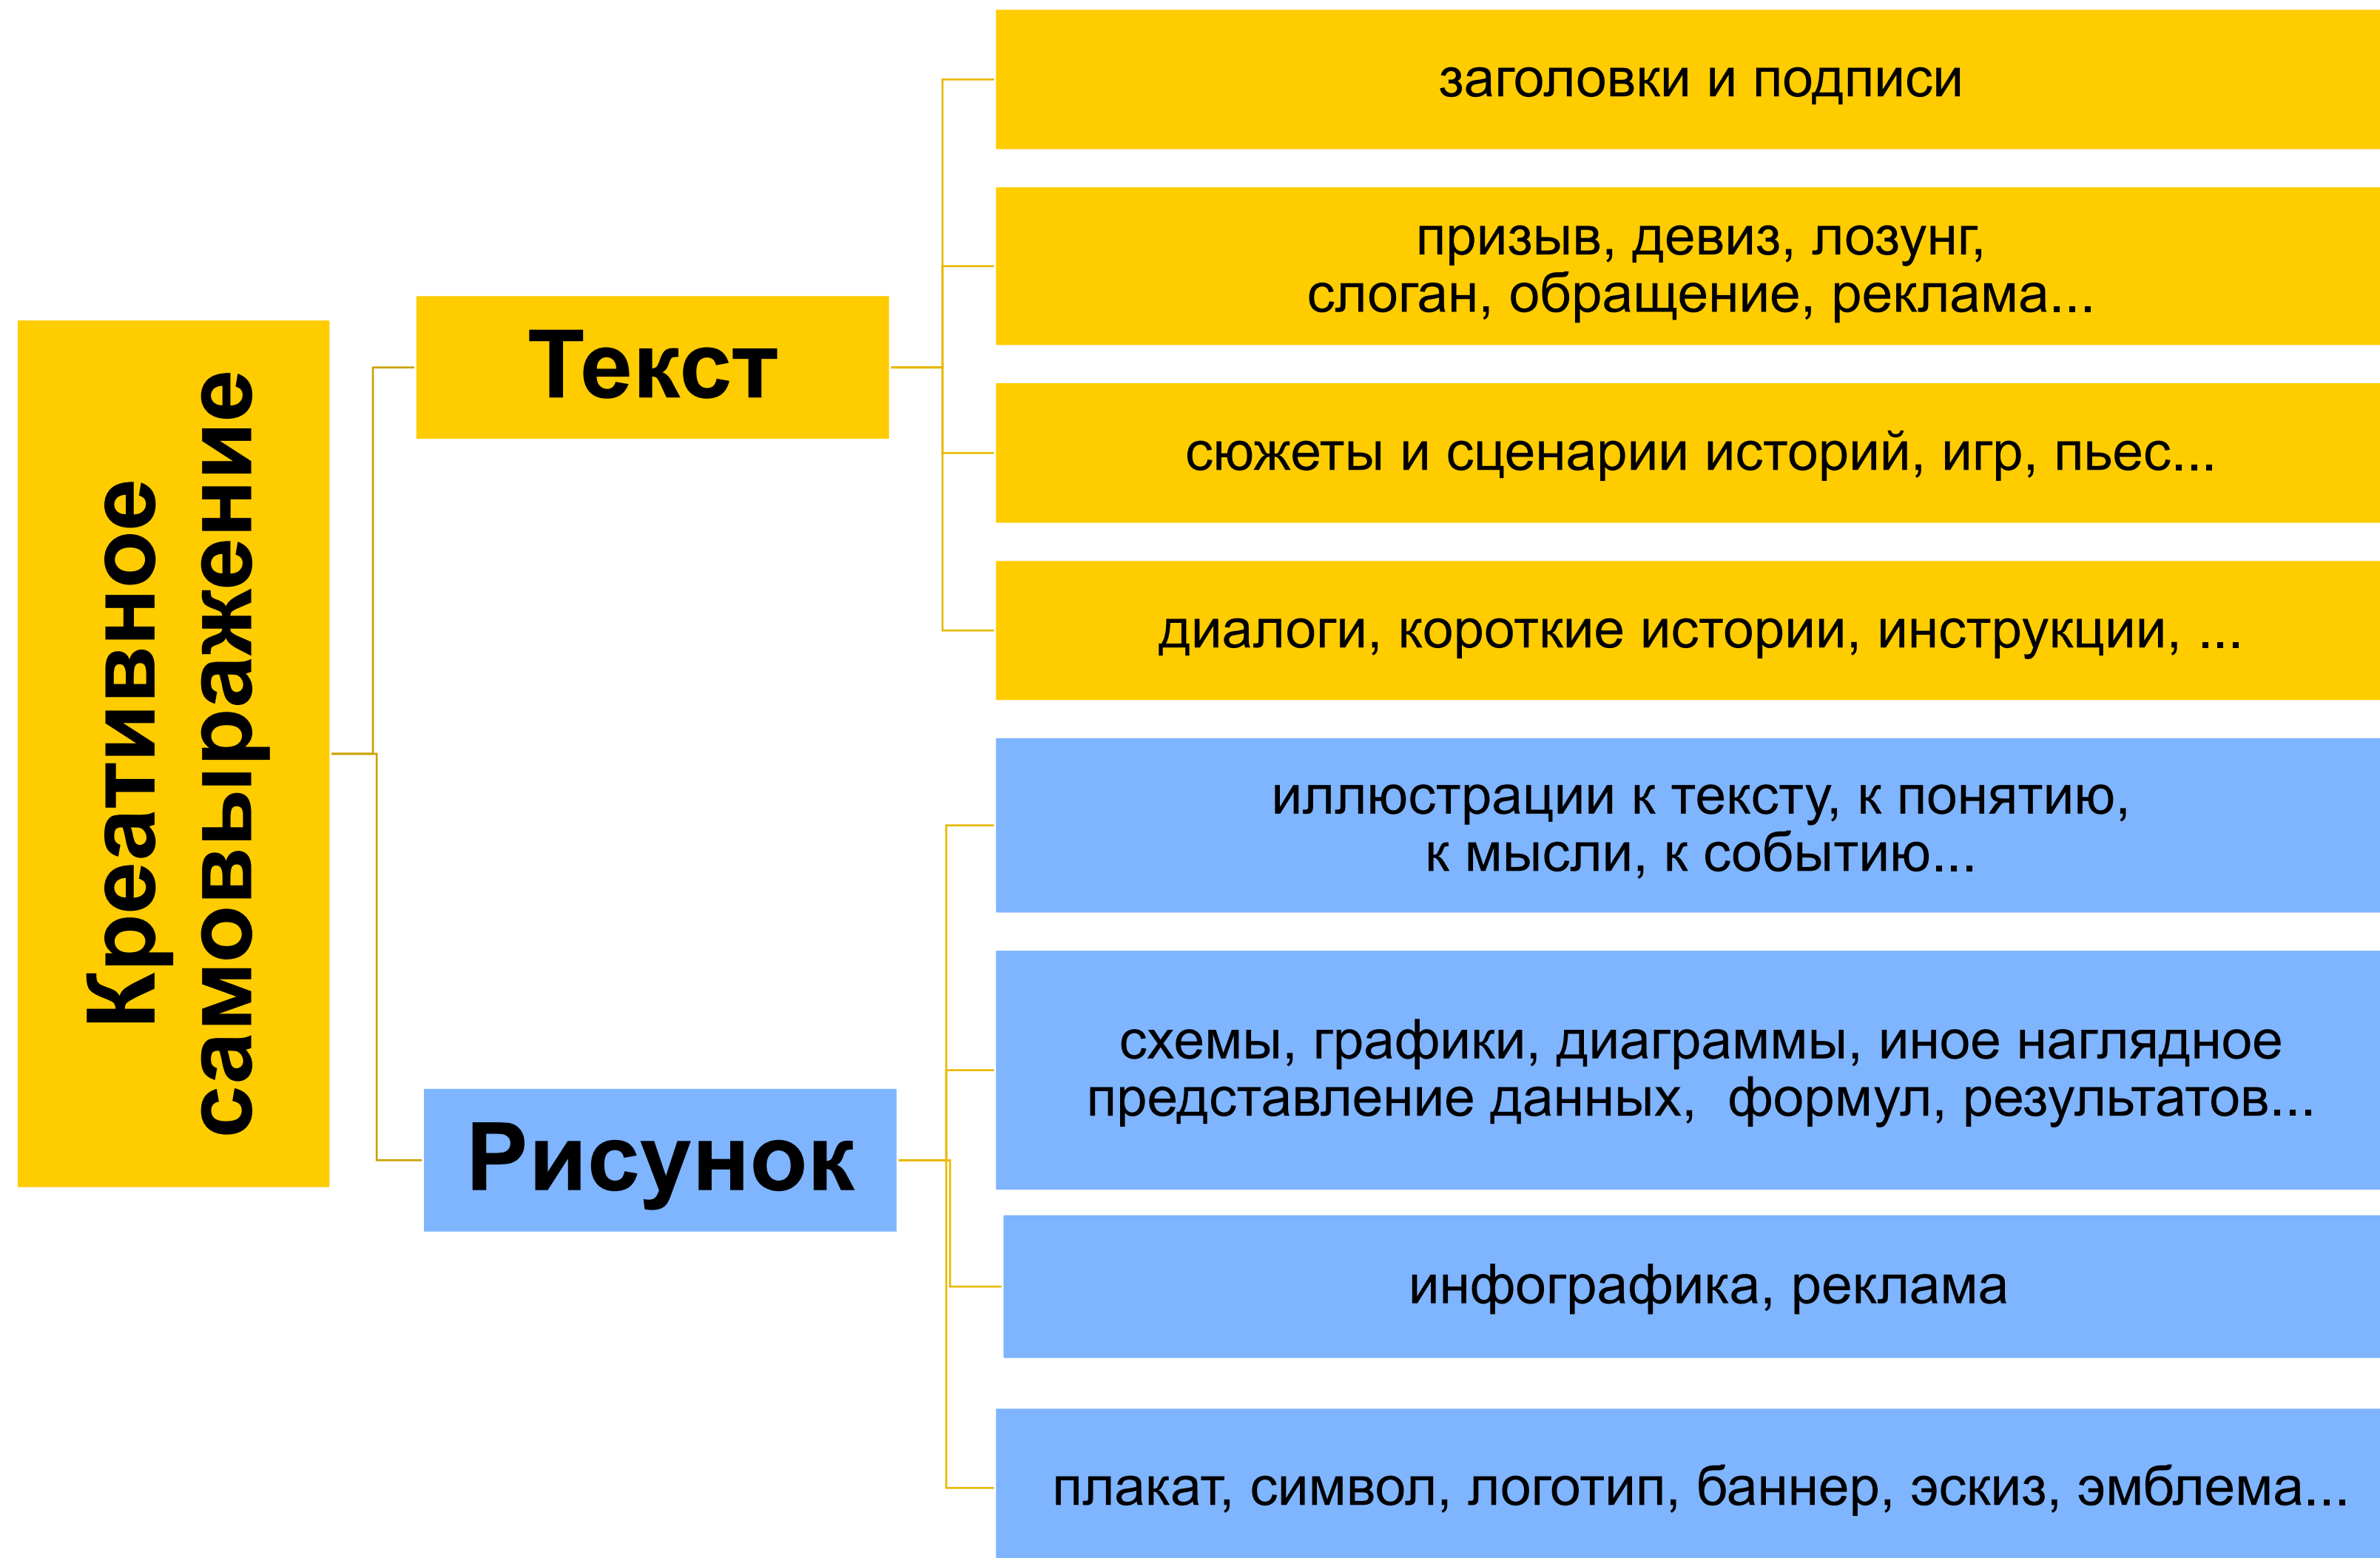 Креативное
самовыражение
Текст
заголовки и подписи
призыв, девиз, лозунг,
слоган, обращение, реклама...
сюжеты и сценарии историй, игр, пьес...
диалоги, короткие истории, инструкции, ...
Рисунок
иллюстрации к тексту, к понятию,
к мысли, к событию...
схемы, графики, диаграммы, иное наглядное
представление данных,  формул, результатов...
инфографика, реклама
плакат, символ, логотип, баннер, эскиз, эмблема...